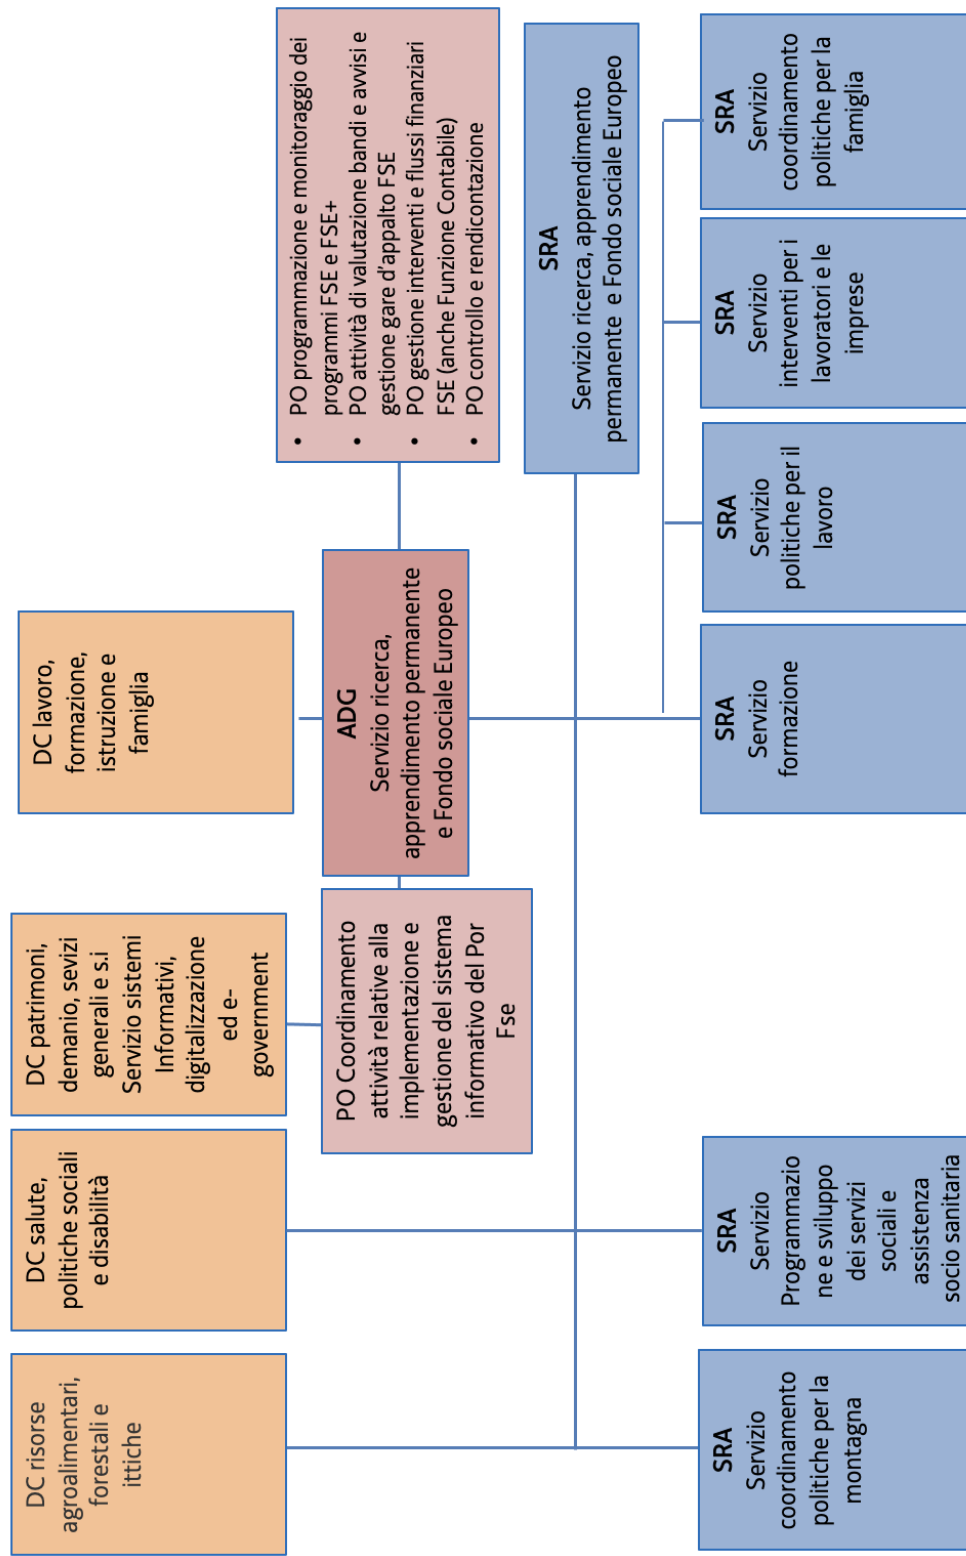 DC risorse
agroalimentari,
forestali e
ittiche
DC salute,
politiche sociali
e disabilità
DC patrimoni,
demanio, sevizi
generali e s.i
Servizio sistemi
Informativi,
digitalizzazione
ed e-
government
DC lavoro,
formazione,
istruzione e
famiglia
PO Coordinamento
attività relative alla
implementazione e
gestione del sistema
informativo del Por
Fse
ADG
Servizio ricerca,
apprendimento permanente
e Fondo sociale Europeo
• PO programmazione e monitoraggio dei
programmi FSE e FSE+
• PO attività di valutazione bandi e avvisi e
gestione gare d'appalto FSE
• PO gestione interventi e flussi finanziari
FSE (anche Funzione Contabile)
• PO controllo e rendicontazione
SRA
Servizio ricerca, apprendimento
permanente e Fondo sociale Europeo
SRA
Servizio
coordinamento
politiche per la
montagna
SRA
Servizio
Programmazio
ne e sviluppo
dei servizi
sociali e
assistenza
socio sanitaria
SRA
Servizio
formazione
SRA
Servizio
politiche per il
lavoro
SRA
Servizio
interventi per i
lavoratori e le
imprese
SRA
Servizio
coordinamento
politiche per la
famiglia